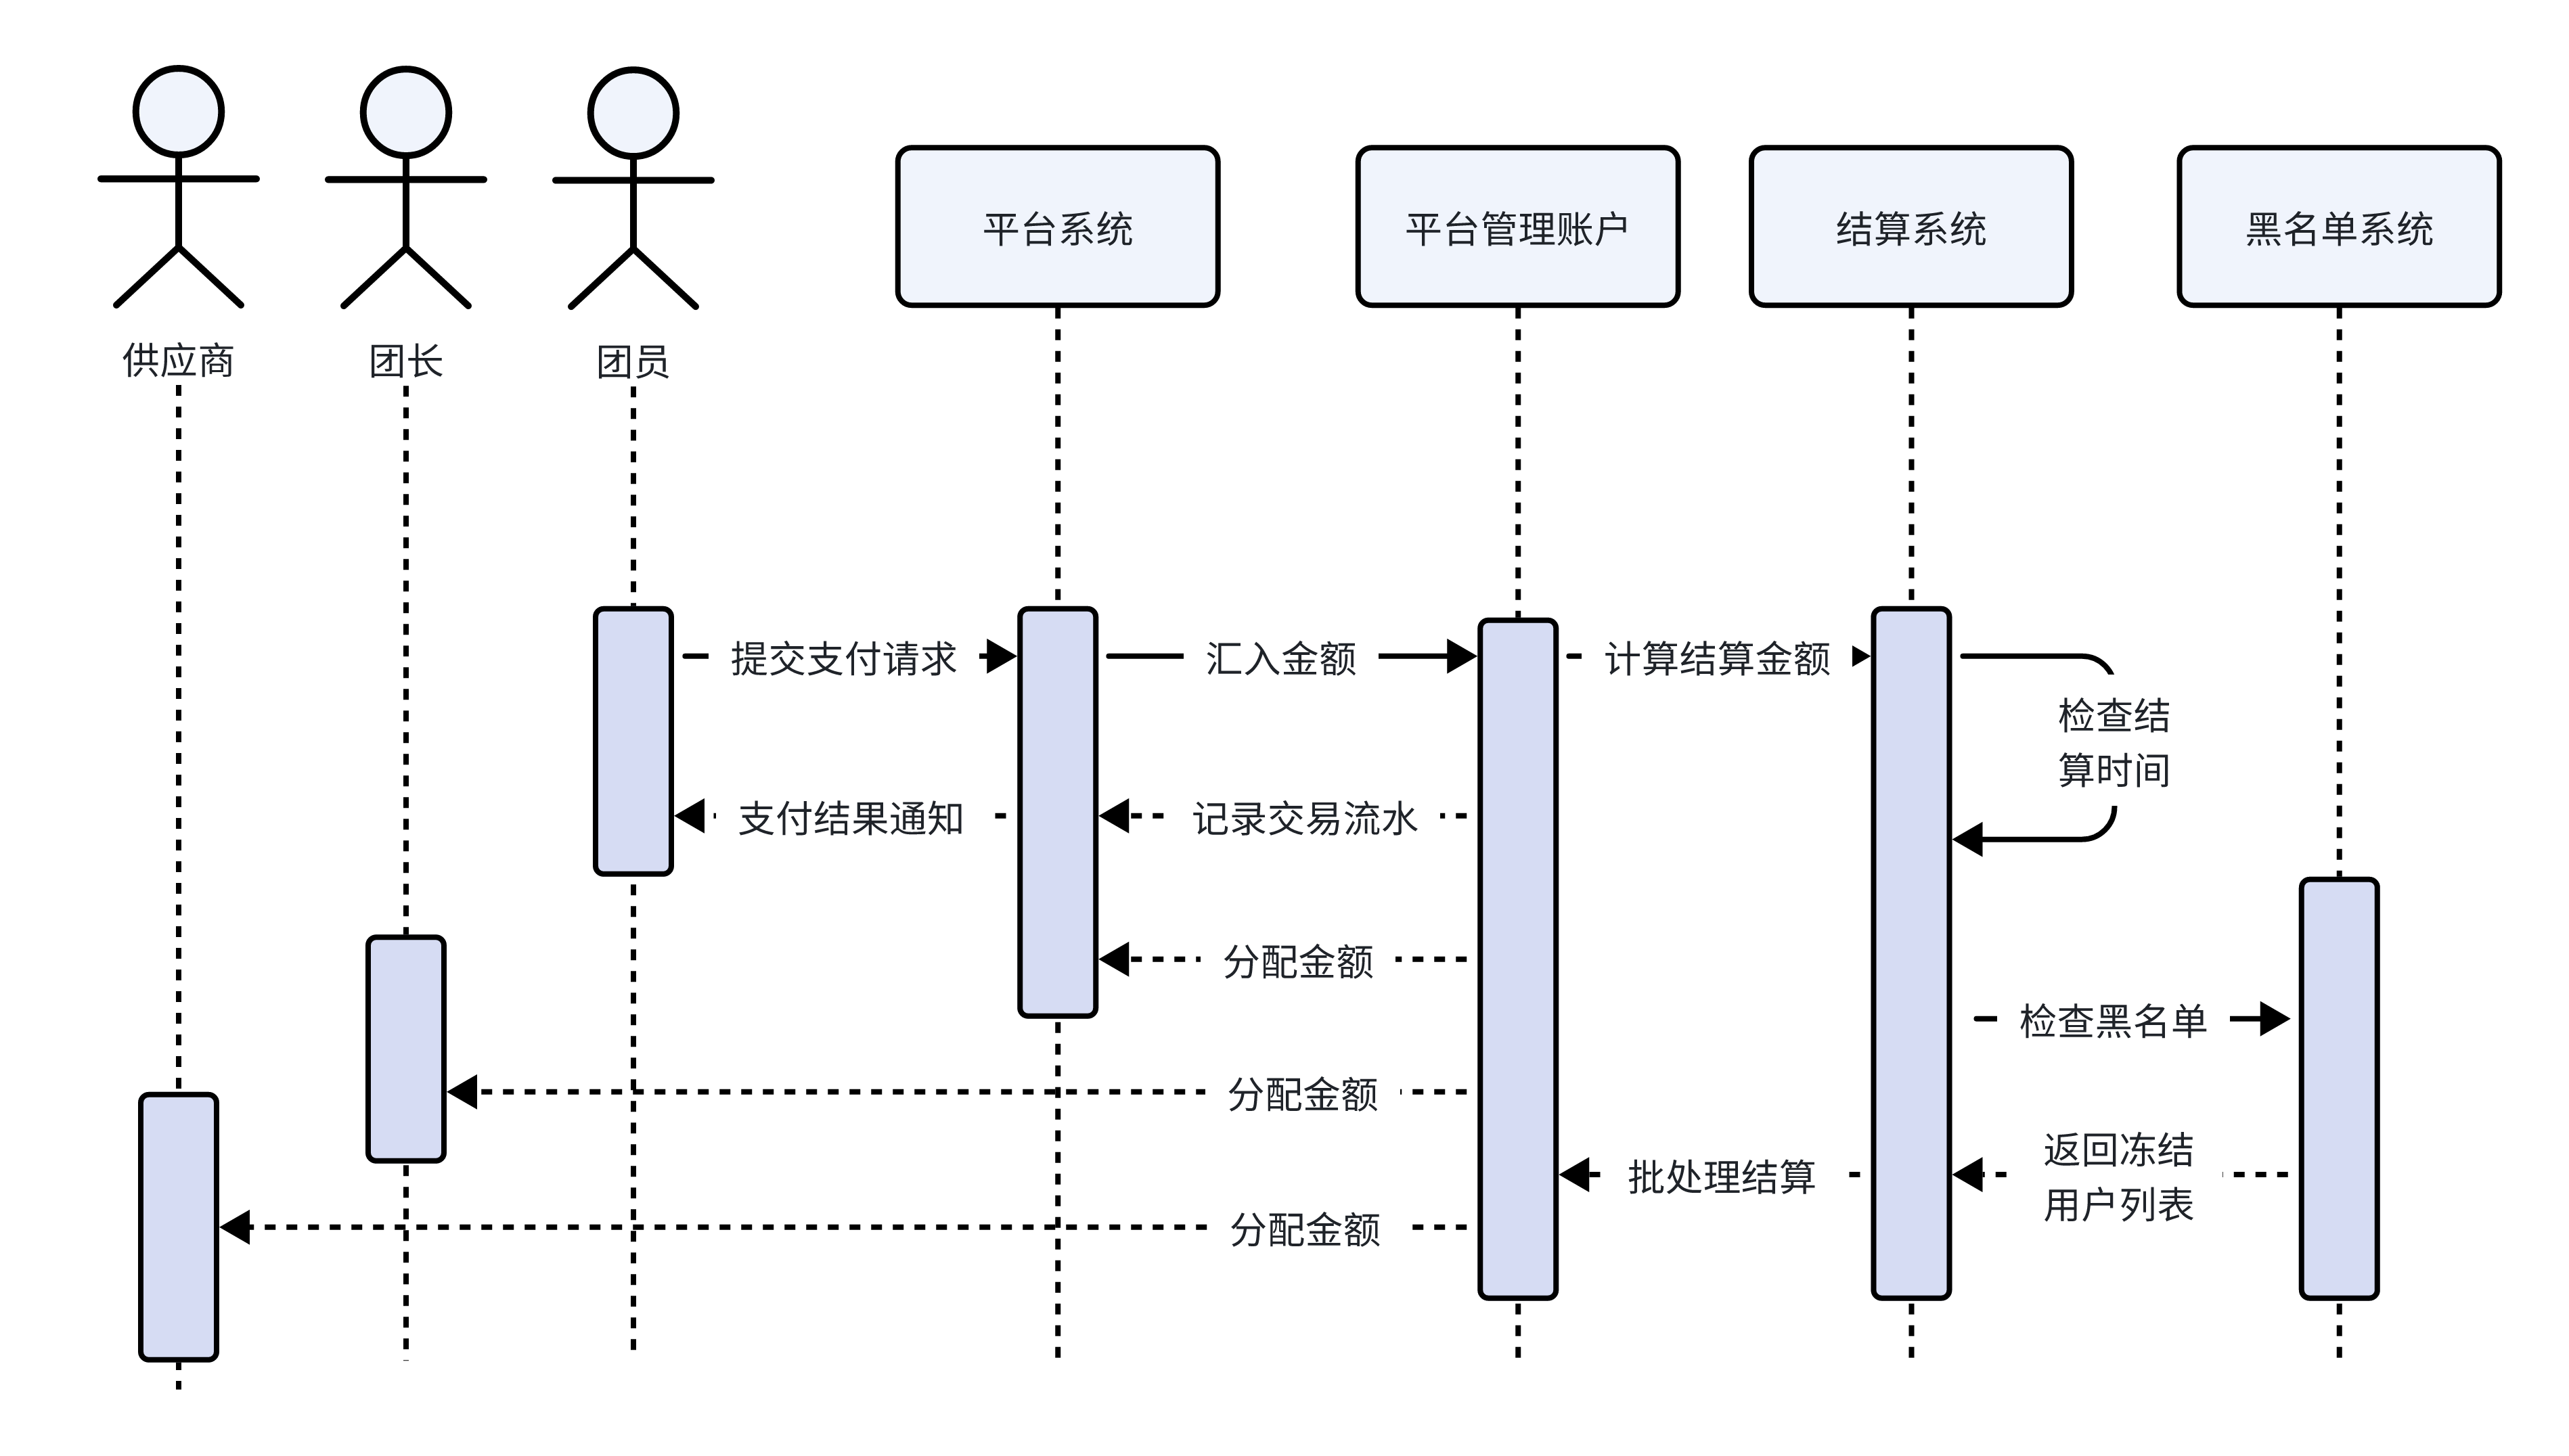 平台系统
平台管理账户
结算系统
黑名单系统
供应商
团长
团员
提交支付请求
汇入金额
计算结算金额
检查结
算时间
支付结果通知
记录交易流水
分配金额
检查黑名单
分配金额
返回冻结
用户列表
批处理结算
分配金额